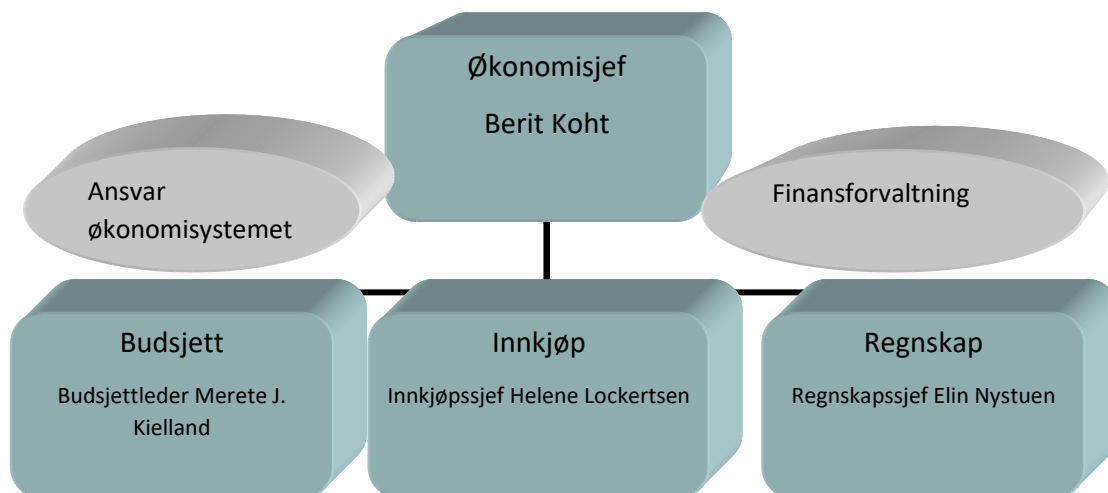 Økonomisjef
Berit Koht
Ansvar
økonomisystemet
Finansforvaltning
Budsjett
Budsjettleder Merete J.
Kielland
Innkjøp
Innkjøpssjef Helene Lockertsen
Regnskap
Regnskapssjef Elin Nystuen